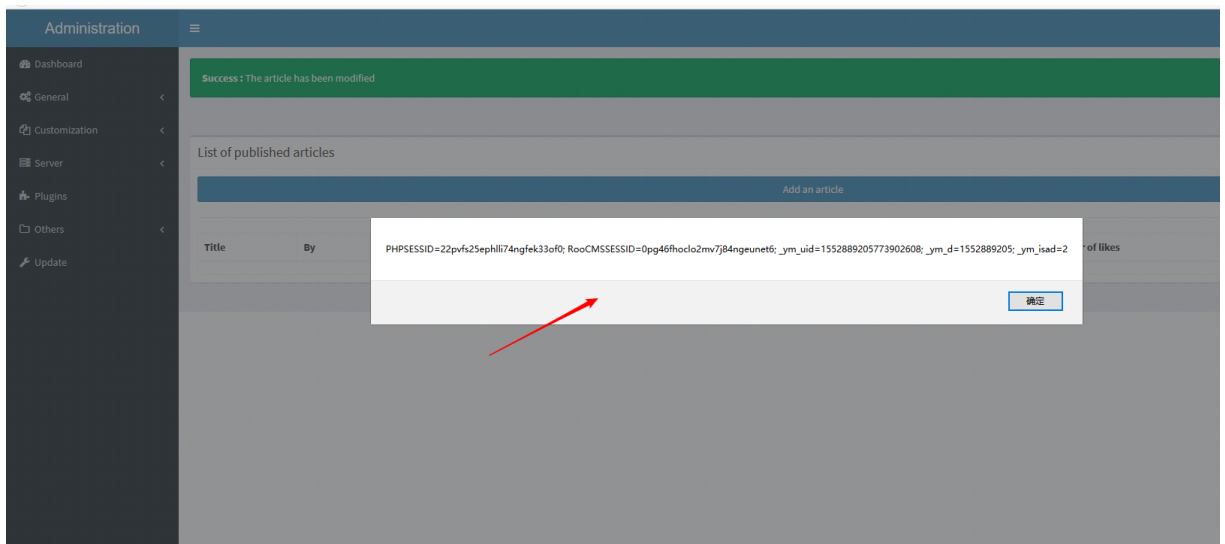 Administration
Dashboard
General
Customization
Server
Plugins
Others
Update
Success : The article has been modified
List of published articles
Add an article
Title By of likes
PHPSESSID=22pvfs25ephlli74ngfek33of0; RooCMSSESSID=0pg46fhoclo2mv7j84ngeunet6; _ym_uid=1552889205773902608; _ym_d=1552889205; _ym_isad=2
确定